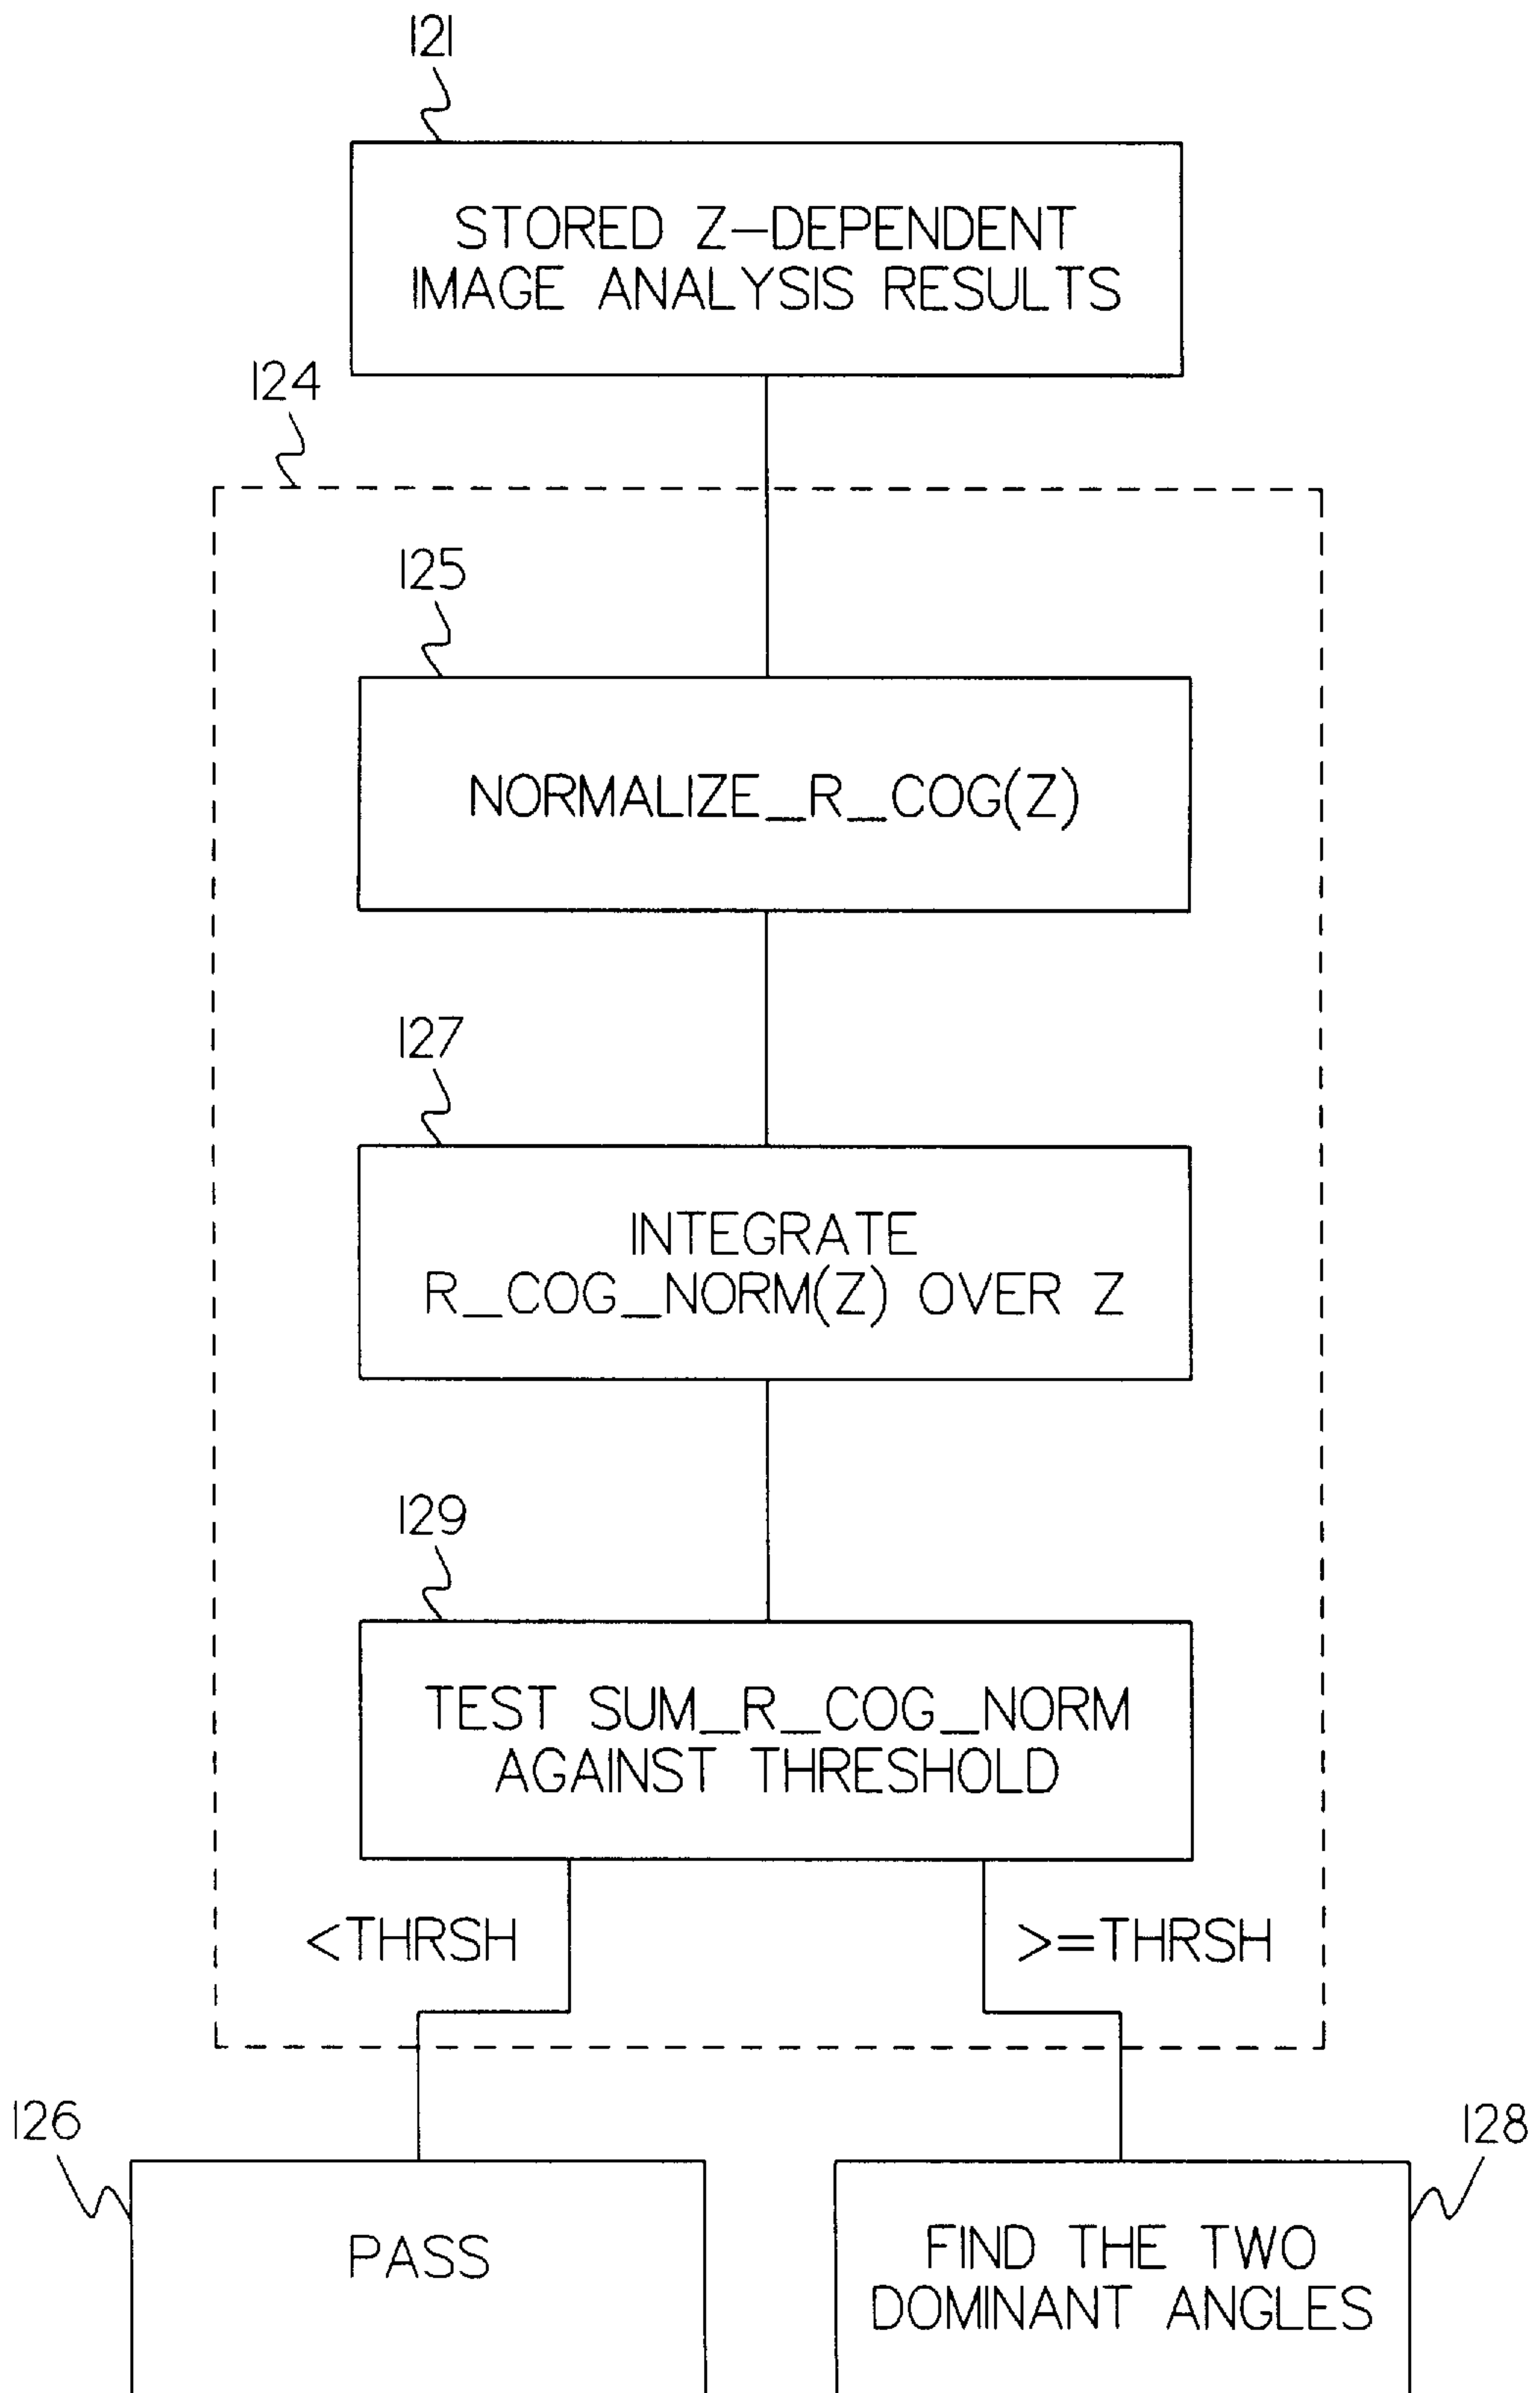 121
STORED Z-DEPENDENT
IMAGE ANALYSIS RESULTS
124
125
NORMALIZE_R_COG(Z)
127
INTEGRATE
R_COG_NORM(Z) OVER Z
129
TEST SUM_R_COG_NORM
AGAINST THRESHOLD
<THRSH
>=THRSH
126
128
PASS
FIND THE TWO
DOMINANT ANGLES